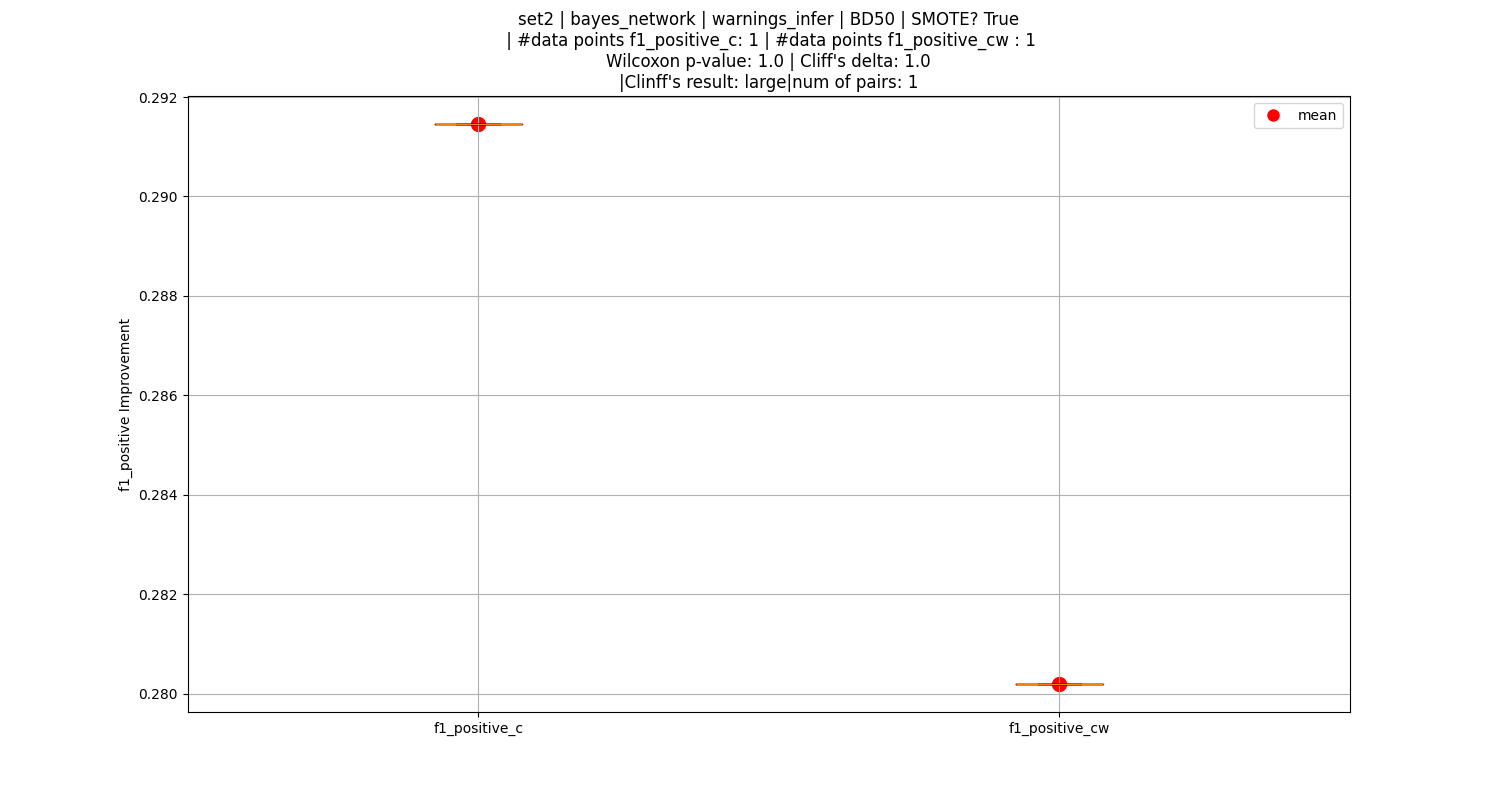 set2 | bayes_network | warnings_infer | BD50 | SMOTE? True
| #data points f1_positive_c: 1 | #data points f1_positive_cw : 1
Wilcoxon p-value: 1.0 | Cliff's delta: 1.0
|Clinff's result: large|num of pairs: 1
mean
0.292
0.290
0.288
0.286
0.284
0.282
0.280
f1_positive Improvement
f1_positive_c
f1_positive_cw